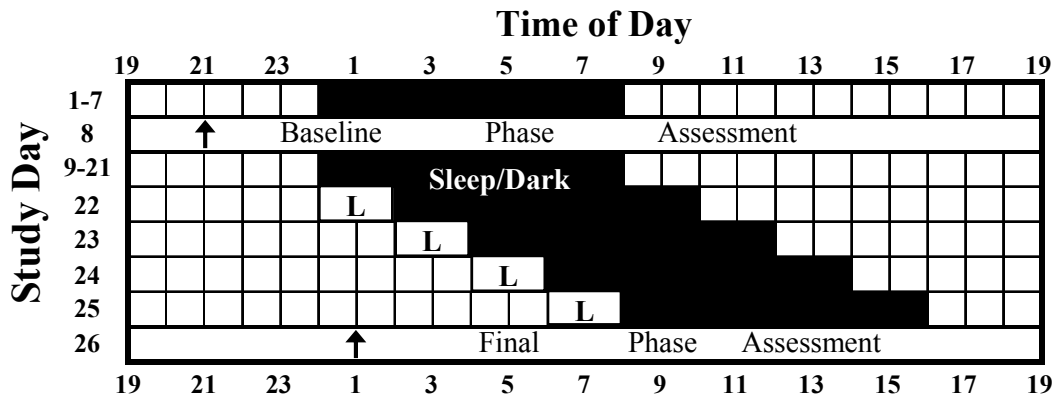 Time of Day
19 21 23 1 3 5 7 9 11 13 15 17 19
Study Day
1-7
8 Baseline Phase Assessment
9-21
Sleep/Dark
22 L
23 L
24 L
25 L
26 Final Phase Assessment
19 21 23 1 3 5 7 9 11 13 15 17 19